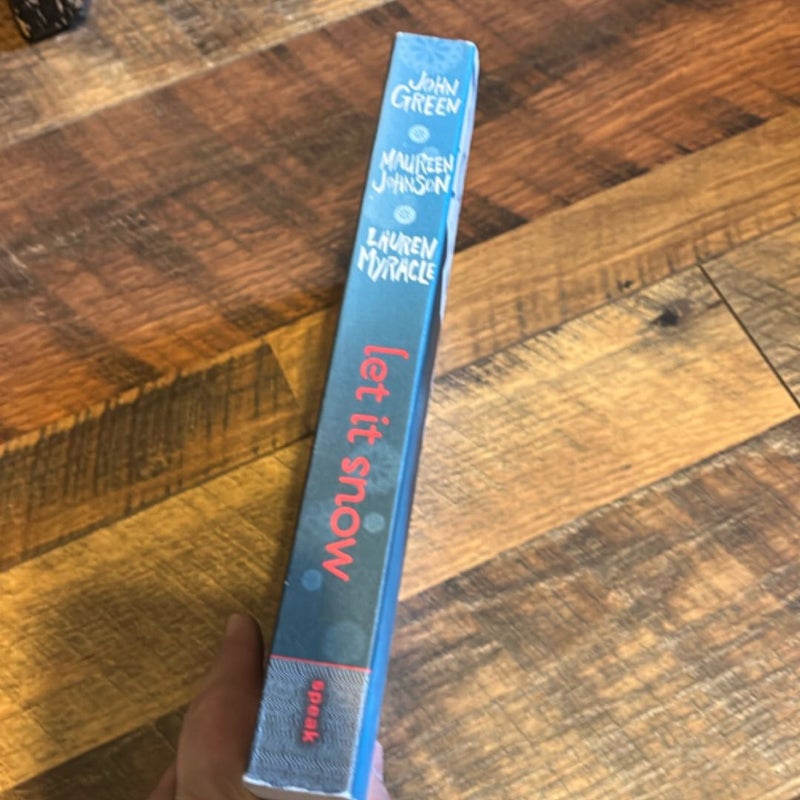 JOHN
GREEN
MAUREEN
JOHNSON
LAUREN
MYRACLE
let it snow
speak